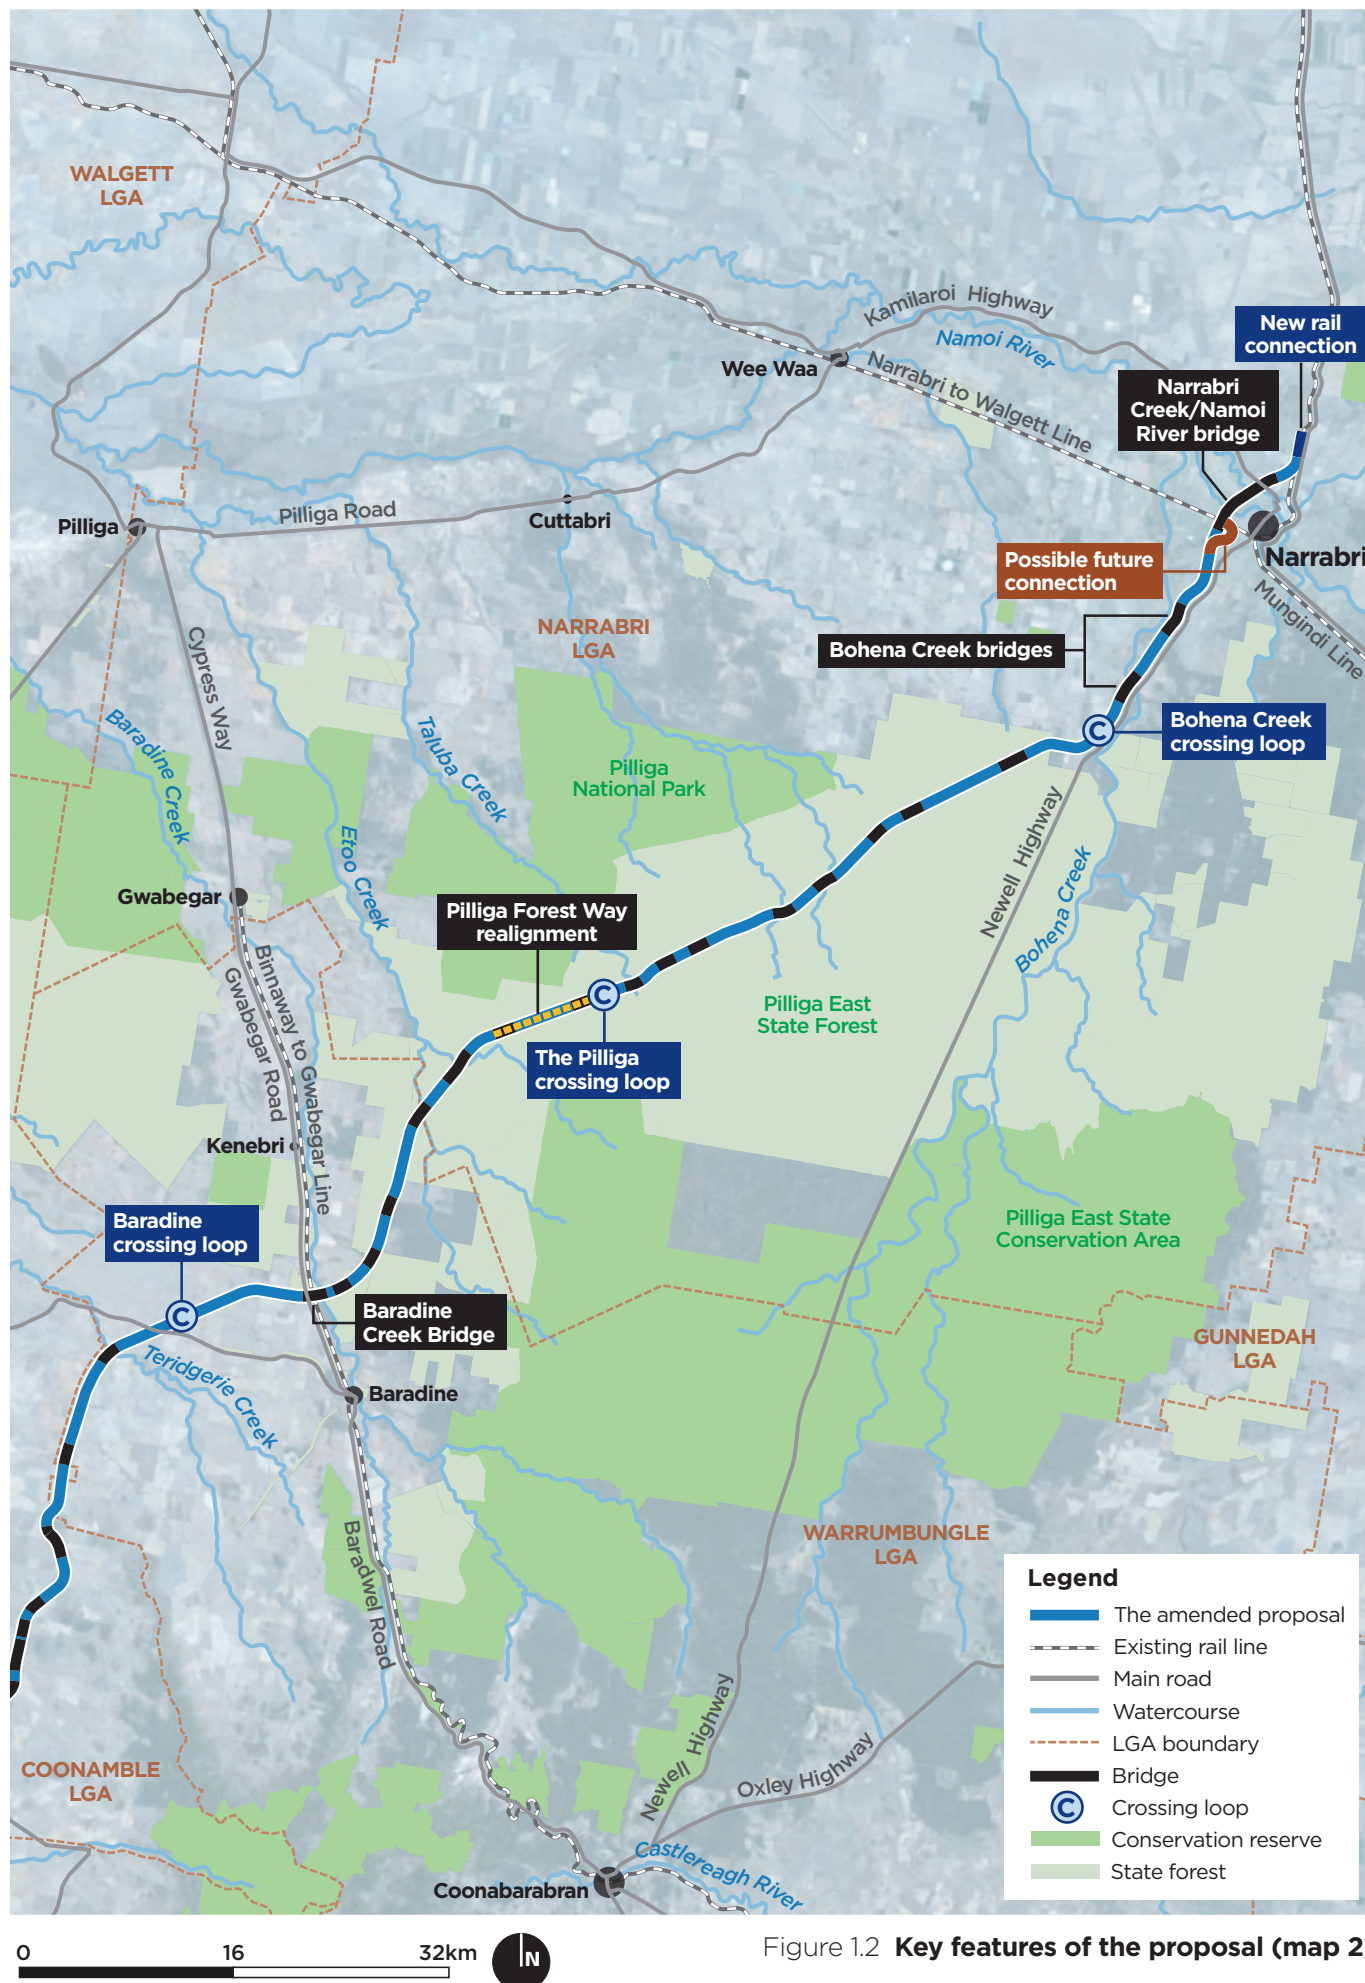 WALGETT
LGA
Kamilaroi Highway
Namoi River
New rail
connection
Wee Waa
Narrabri to Walgett Line
Narrabri
Creek/Namoi
River bridge
Pilliga
Pilliga Road
Cuttabri
Narrabri
Possible future
connection
Mungindi Line
NARRABRI
LGA
Bohena Creek bridges
Cypress Way
Baradine Creek
Taluba Creek
Bohena Creek
crossing loop
Pilliga
National Park
Etoo Creek
Newell Highway
Bohena Creek
Gwabegar
Pilliga Forest Way
realignment
Binnaway to Gwabegar Line
Gwabegar Road
Pilliga East
State Forest
The Pilliga
crossing loop
Kenebri
Baradine
crossing loop
Pilliga East State
Conservation Area
Baradine
Creek Bridge
GUNNEDAH
LGA
Teridgerie Creek
Baradine
Baradwel Road
WARRUMBUNGLE
LGA
COONAMBLE
LGA
Newell Highway
Oxley Highway
Castlereagh River
Coonabarabran
Legend
The amended proposal
Existing rail line
Main road
Watercourse
LGA boundary
Bridge
C Crossing loop
Conservation reserve
State forest
C
C
C
0 16 32km
N
Figure 1.2 Key features of the proposal (map 2)